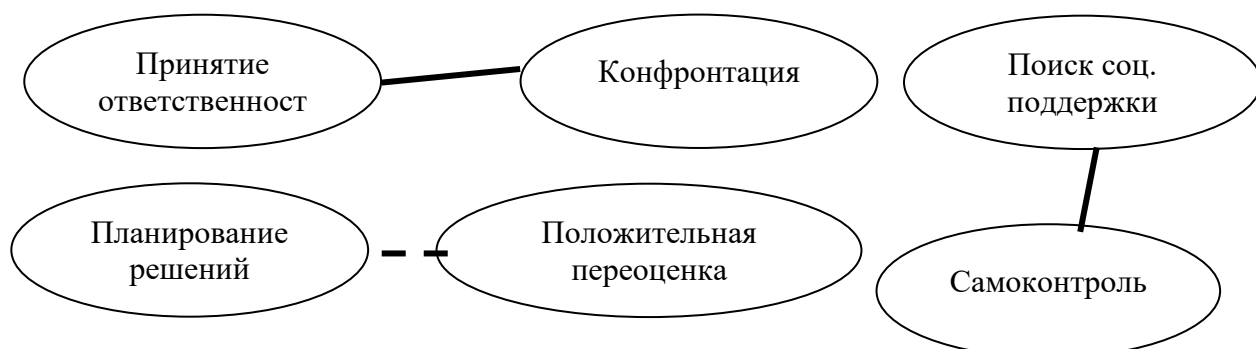 Принятие
ответственност
Конфронтация
Поиск соц.
поддержки
Планирование
решений
Положительная
переоценка
Самоконтроль